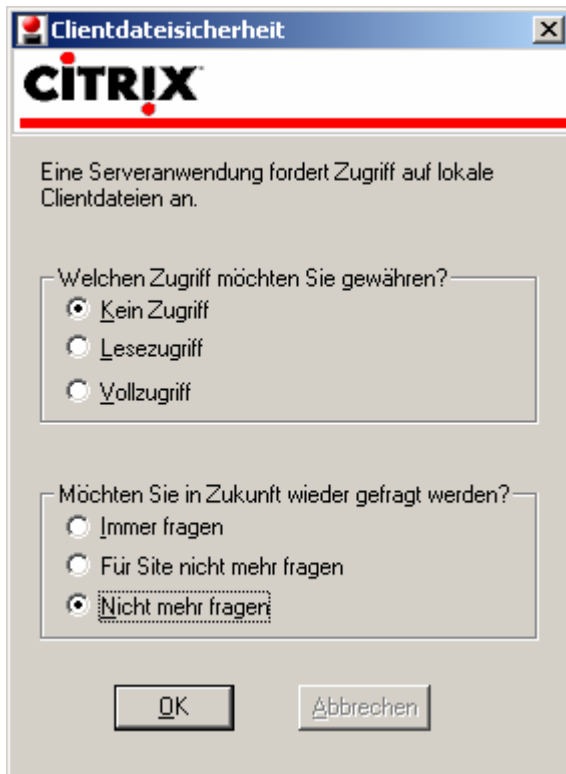 Clientdateisicherheit
CITRIX
Eine Serveranwendung fordert Zugriff auf lokale
Clientdateien an.
Welchen Zugriff möchten Sie gewähren?
Kein Zugriff
Lesezugriff
Vollzugriff
Möchten Sie in Zukunft wieder gefragt werden?
Immer fragen
Für Site nicht mehr fragen
Nicht mehr fragen
OK
Abbrechen